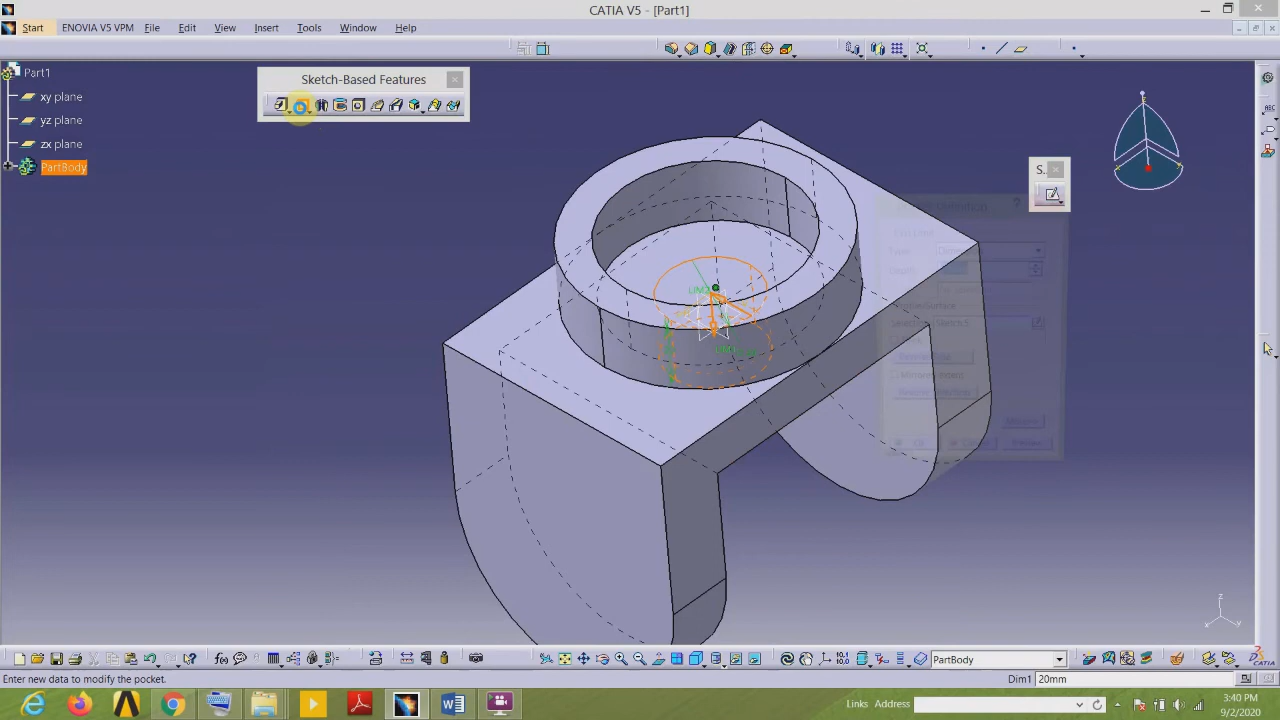 CATIA V5 - [Part1]
Start ENOVIA V5 VPM File Edit View Insert Tools Window Help
Part1
xy plane
yz plane
zx plane
PartBody
Sketch-Based Features
S..
LIM2
LIM1
z
x
y
PartBody
Enter new data to modify the pocket.
Dim1 20mm
Links Address
3:40 PM
9/2/2020